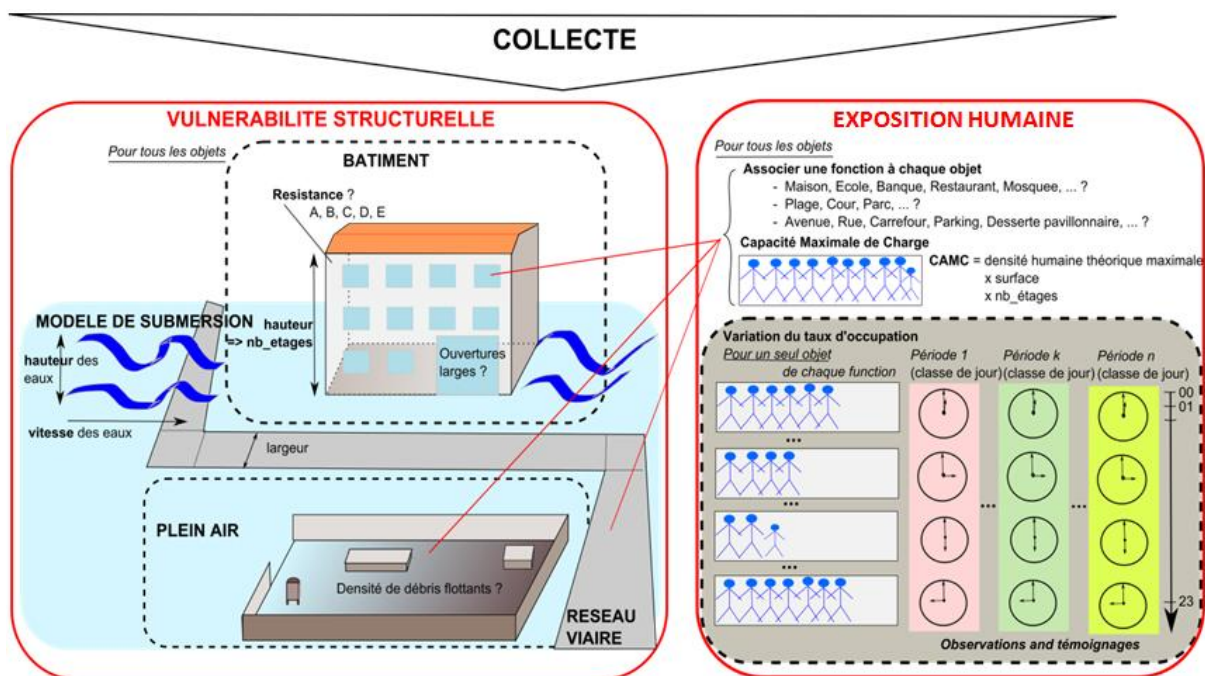 COLLECTE
VULNERABILITE STRUCTURELLE
Pour tous les objets
BATIMENT
Resistance ?
A, B, C, D, E
MODELE DE SUBMERSION
hauteur
=> nb_etages
hauteur des
eaux
Ouvertures
larges ?
vitesse des eaux
largeur
PLEIN AIR
Densité de débris flottants ?
RESEAU
VIAIRE
EXPOSITION HUMAINE
Pour tous les objets
Associer une fonction à chaque objet
- Maison, Ecole, Banque, Restaurant, Mosquee, ... ?
- Plage, Cour, Parc, ... ?
- Avenue, Rue, Carrefour, Parking, Desserte pavillonnaire, ... ?
Capacité Maximale de Charge
CAMC = densité humaine théorique maximale
x surface
x nb_étages
Variation du taux d'occupation
Pour un seul objet
de chaque function
Période 1
(classe de jour)
Période k
(classe de jour)
Période n
(classe de jour)
00
01
...
...
...
...
...
23
Observations and témoignages